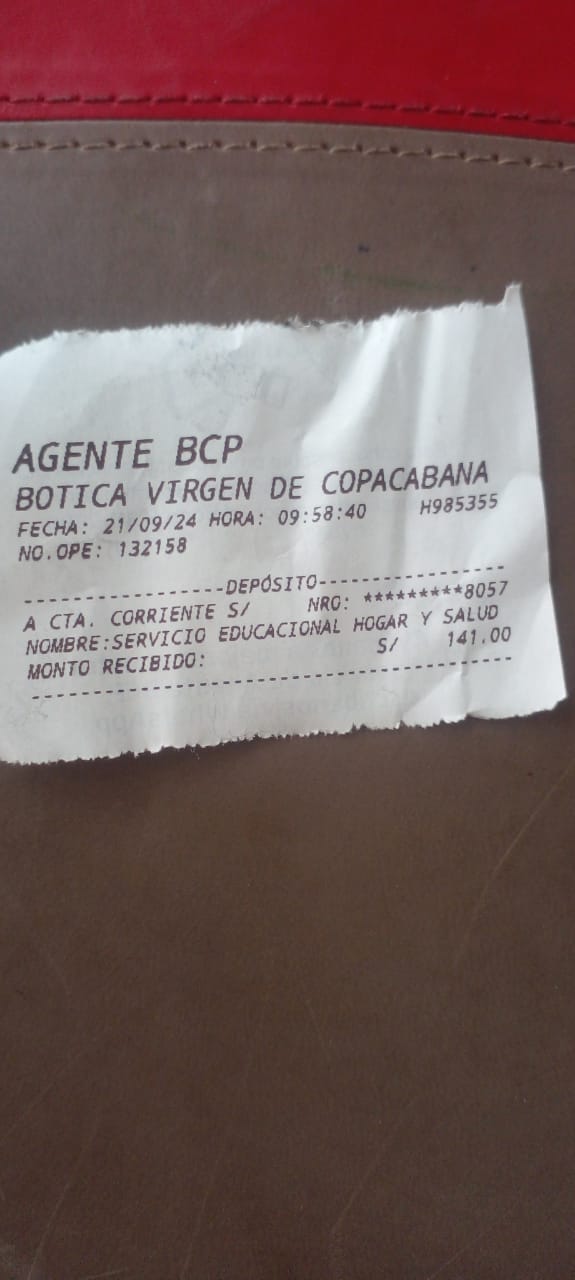 AGENTE BCP
BOTICA VIRGEN DE COPACABANA
FECHA: 21/09/24 HORA: 09:58:40 H985355
NO.OPE: 132158
-------------------DEPÓSITO------------------
A CTA. CORRIENTE S/ NRO: *********8057
NOMBRE:SERVICIO EDUCACIONAL HOGAR Y SALUD
MONTO RECIBIDO: S/ 141.00
---------------------------------------------